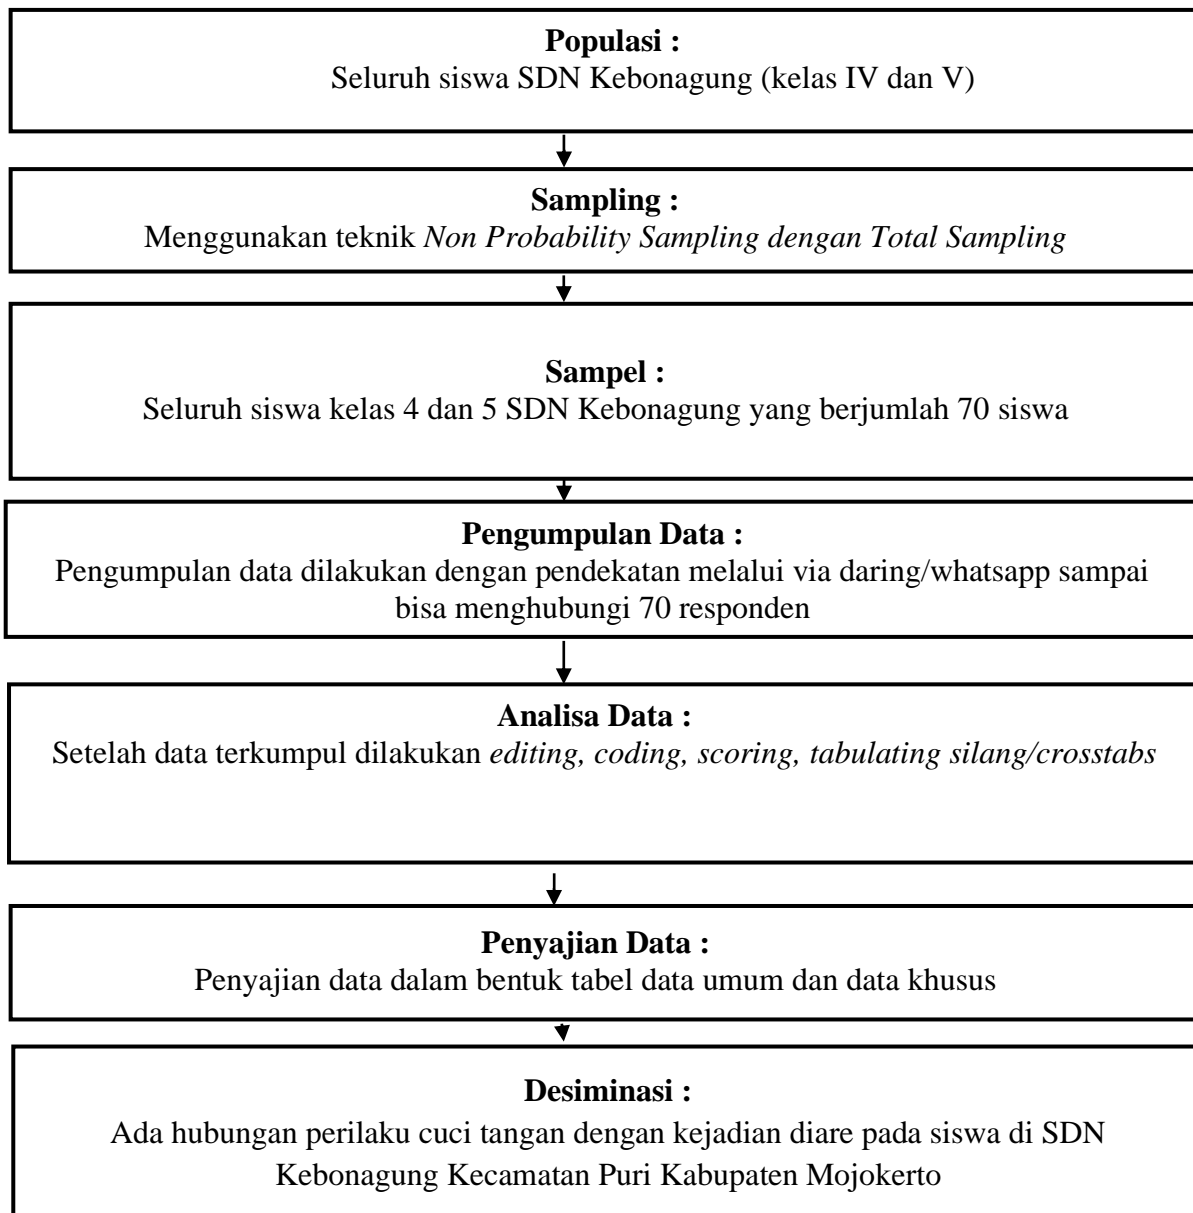 Populasi :
Seluruh siswa SDN Kebonagung (kelas IV dan V)
Sampling :
Menggunakan teknik Non Probability Sampling dengan Total Sampling
Sampel :
Seluruh siswa kelas 4 dan 5 SDN Kebonagung yang berjumlah 70 siswa
Pengumpulan Data :
Pengumpulan data dilakukan dengan pendekatan melalui via daring/whatsapp sampai
bisa menghubungi 70 responden
Analisa Data :
Setelah data terkumpul dilakukan editing, coding, scoring, tabulating silang/crosstabs
Penyajian Data :
Penyajian data dalam bentuk tabel data umum dan data khusus
Desiminasi :
Ada hubungan perilaku cuci tangan dengan kejadian diare pada siswa di SDN
Kebonagung Kecamatan Puri Kabupaten Mojokerto